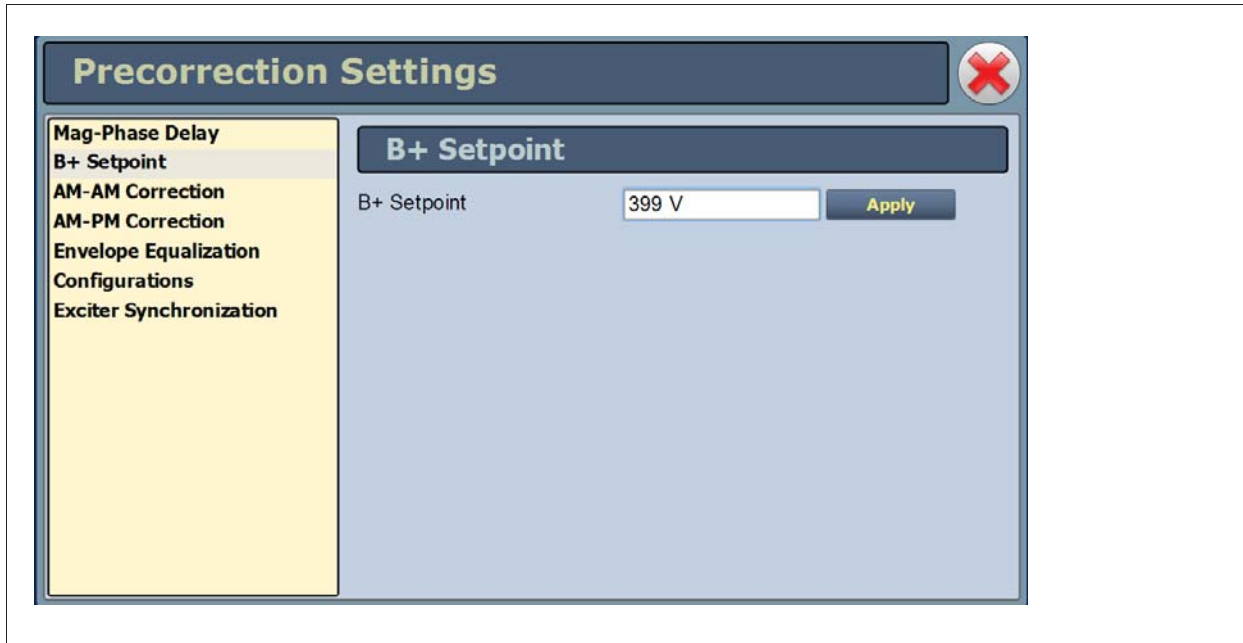 Precorrection Settings
Mag-Phase Delay
B+ Setpoint
AM-AM Correction
AM-PM Correction
Envelope Equalization
Configurations
Exciter Synchronization
B+ Setpoint
B+ Setpoint 399 V Apply